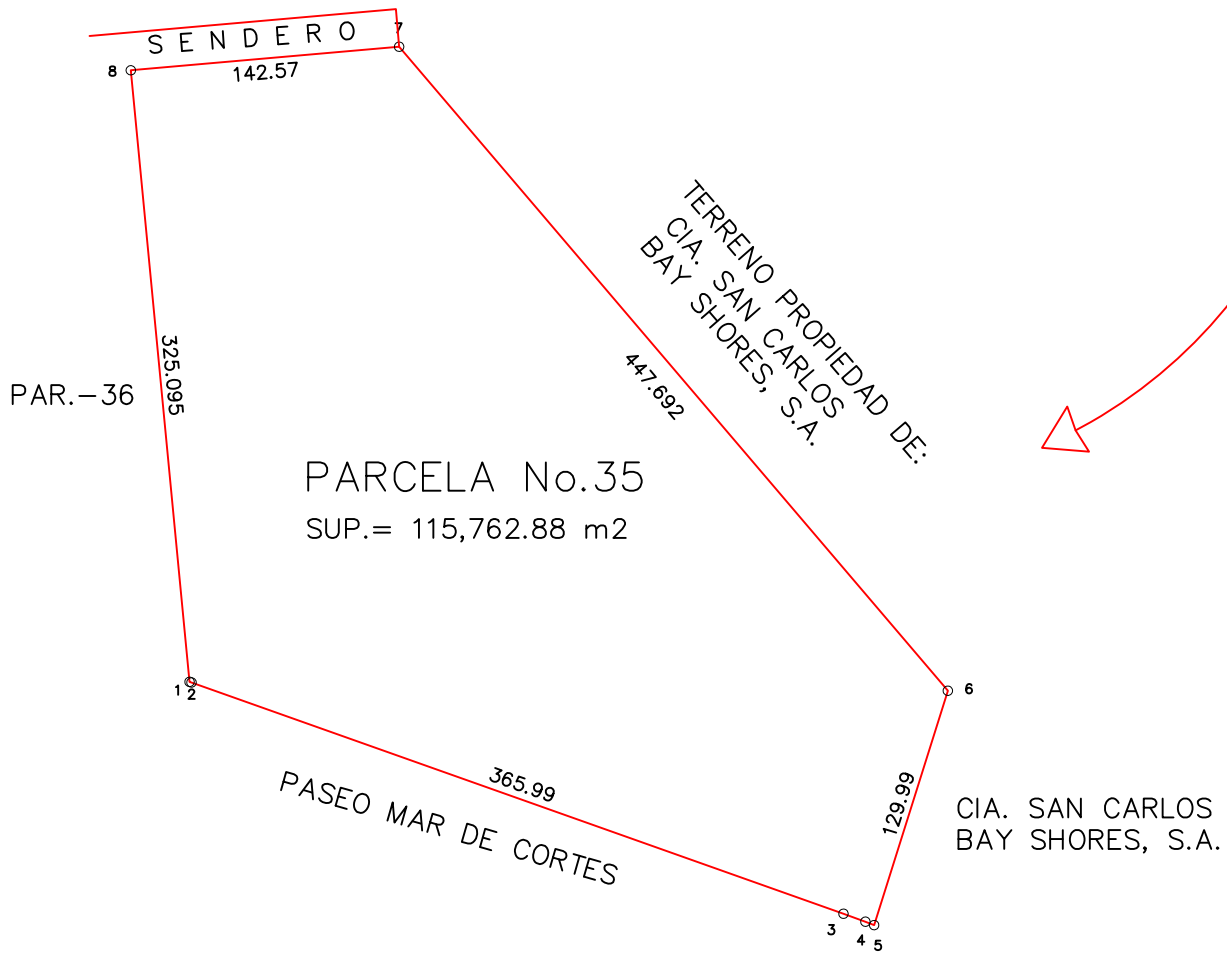 7
SENDERO
8
142.57
TERRENO PROPIEDAD DE:
CIA. SAN CARLOS
BAY SHORES, S.A.
325.095
447.692
PAR.-36
PARCELA No.35
SUP.= 115,762.88 m2
1 2
6
365.99
PASEO MAR DE CORTES
129.99
CIA. SAN CARLOS
BAY SHORES, S.A.
3
4
5